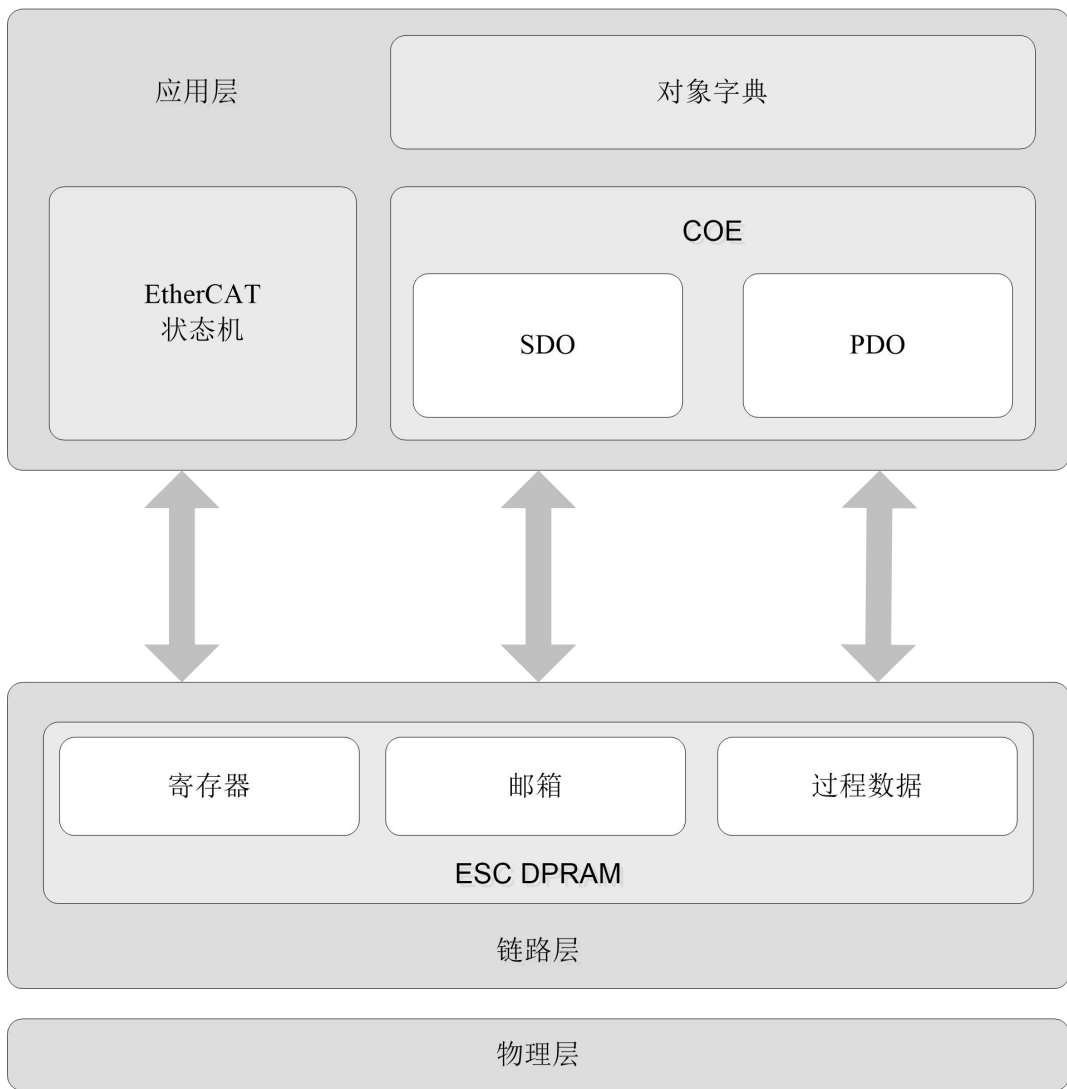 应用层
对象字典
EtherCAT
状态机
COE
SDO
PDO
寄存器
邮箱
过程数据
ESC DPRAM
链路层
物理层